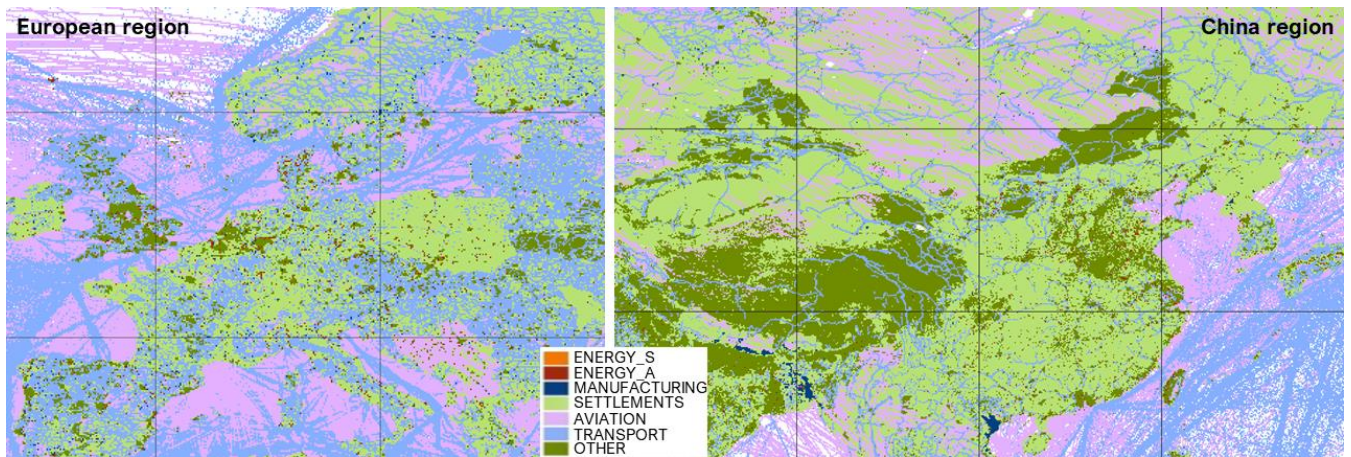 European region
China region
ENERGY_S
ENERGY_A
MANUFACTURING
SETTLEMENTS
AVIATION
TRANSPORT
OTHER